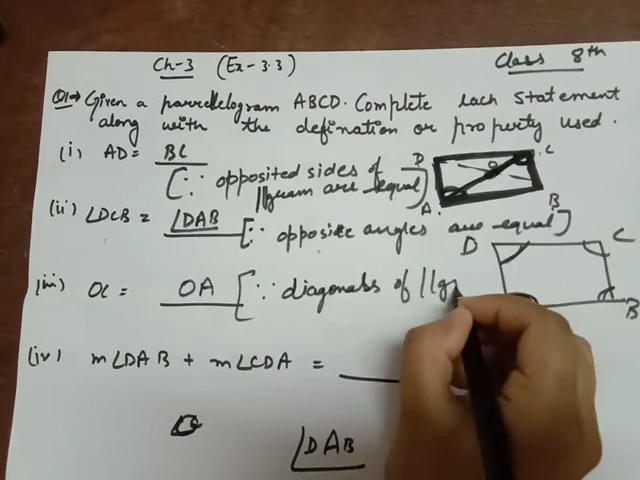 Ch-3 (Ex-3.3) Class 8th
Q1→ Given a parrellelogram ABCD. Complete each statement
along with the defination or property used.
(i) AD = BC
[∵ opposited sides of
||gram are equal]
D C
A. B
(ii) ∠DCB = ∠DAB [∵ opposite angles are equal]
D C
B
(iii) OC = OA [∵ diagonals of ||g
(iv) m∠DAB + m∠CDA =
∠DAB